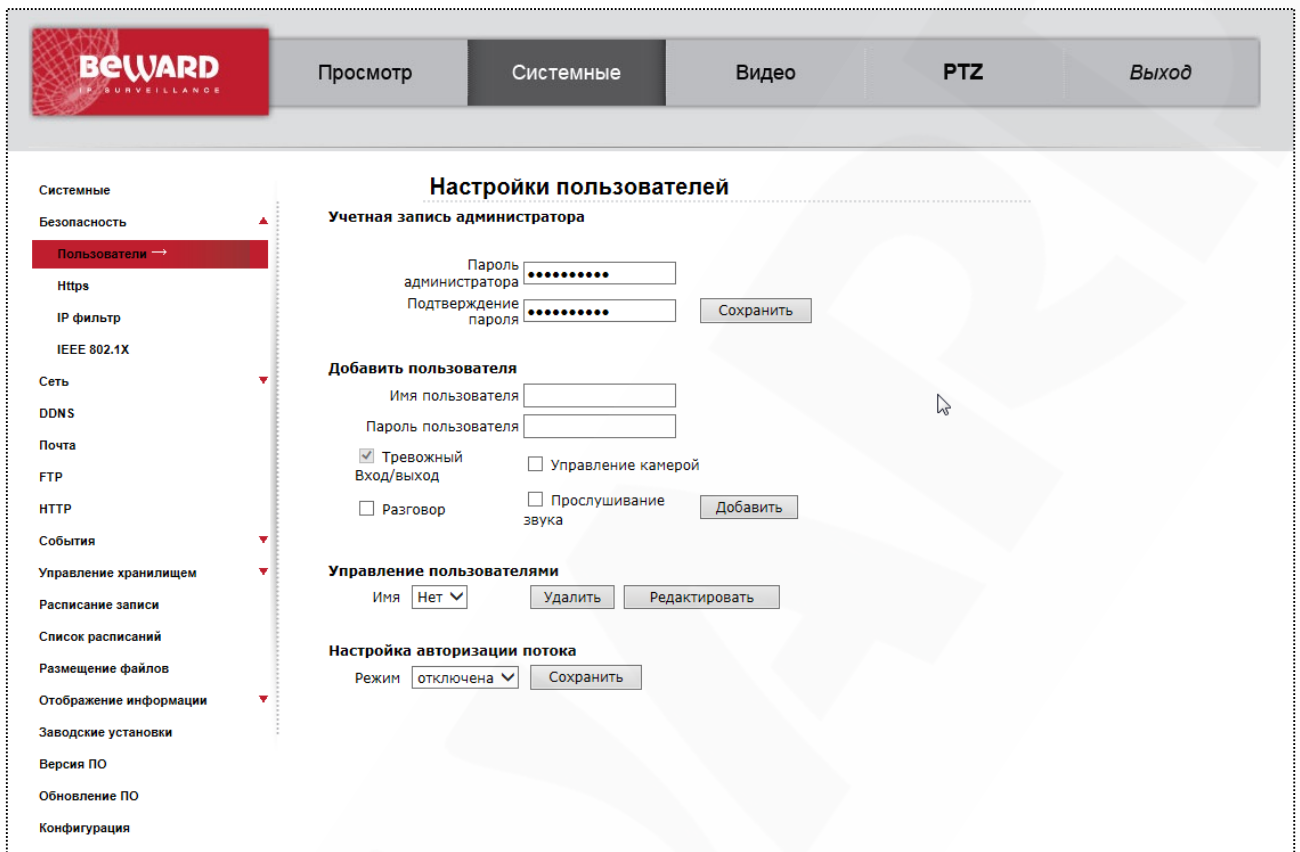 BEWARD
IP SURVEILLANCE
Просмотр
Системные
Видео
PTZ
Выход
Системные
Безопасность
Пользователи →
Https
IP фильтр
IEEE 802.1X
Сеть
DDNS
Почта
FTP
HTTP
События
Управление хранилищем
Расписание записи
Список расписаний
Размещение файлов
Отображение информации
Заводские установки
Версия ПО
Обновление ПО
Конфигурация
Настройки пользователей
Учетная запись администратора
Пароль
администратора ••••••••••
Подтверждение
пароля ••••••••••
Сохранить
Добавить пользователя
Имя пользователя
Пароль пользователя
Тревожный
Вход/выход
Управление камерой
Разговор
Прослушивание
звука
Добавить
Управление пользователями
Имя Нет Удалить Редактировать
Настройка авторизации потока
Режим отключена Сохранить